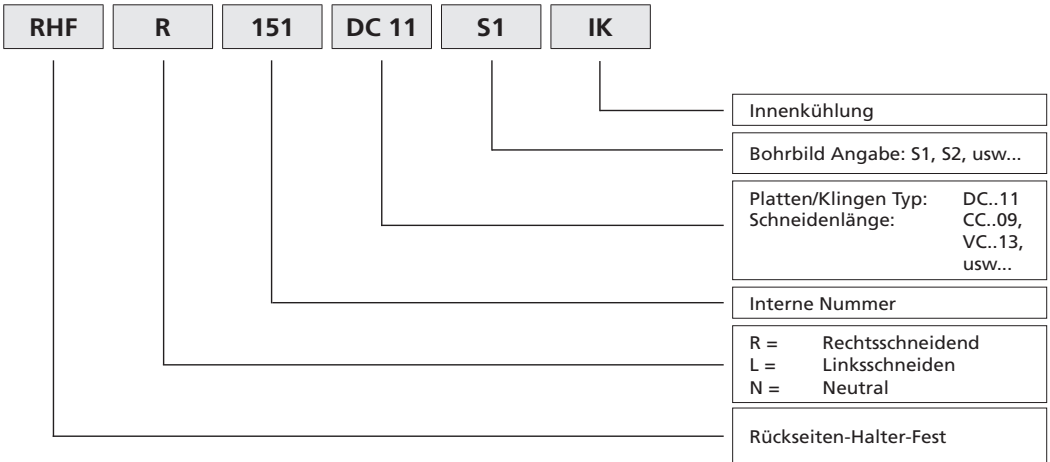 RHF R 151 DC 11 S1 IK
Innenkühlung
Bohrbild Angabe: S1, S2, usw...
Platten/Klingen Typ: DC..11
Schneidenlänge: CC..09,
VC..13,
usw...
Interne Nummer
R = Rechtsschneidend
L = Linksschneiden
N = Neutral
Rückseiten-Halter-Fest